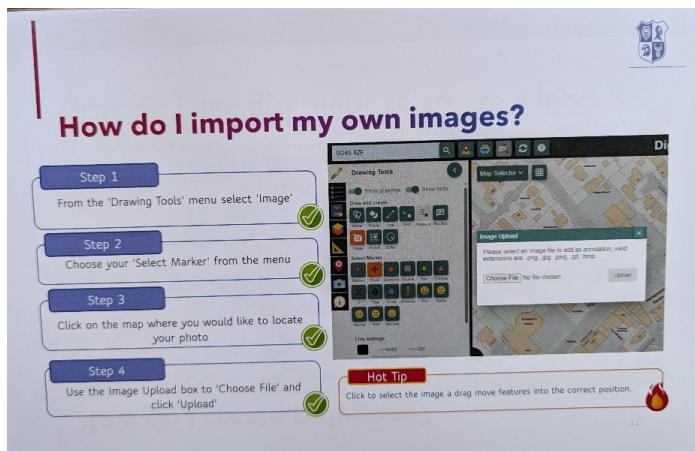 How do I import my own images?
Step 1
From the 'Drawing Tools' menu select 'Image'
Step 2
Choose your 'Select Marker' from the menu
Step 3
Click on the map where you would like to locate
your photo
Step 4
Use the Image Upload box to 'Choose File' and
click 'Upload'
SO45 4ZF
Di
Drawing Tools
Show drawings
Show hints
Draw and create
Select Marker
Line settings
Map Selector
Image Upload
Please select an image file to add as annotation, valid
extensions are .png, .jpg, .jpeg, .gif, .bmp.
Choose File No file chosen
Upload
Hot Tip
Click to select the image a drag move features into the correct position.